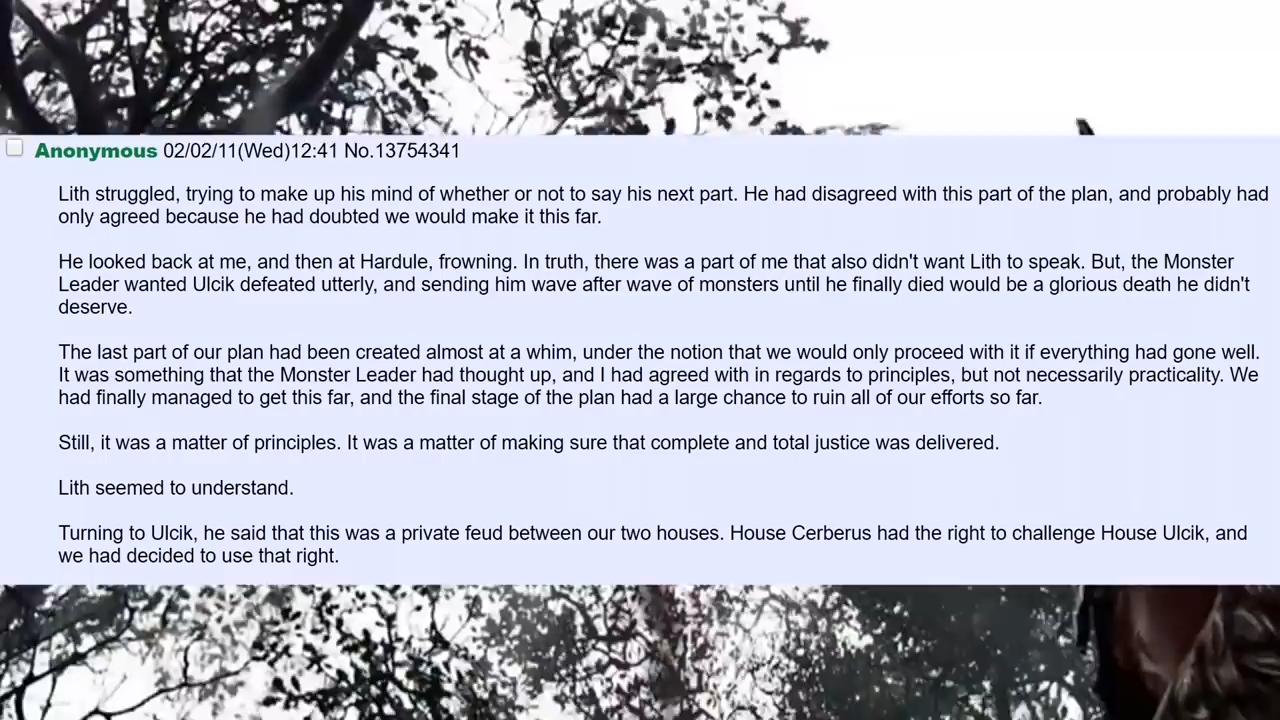 Anonymous 02/02/11(Wed)12:41 No.13754341
Lith struggled, trying to make up his mind of whether or not to say his next part. He had disagreed with this part of the plan, and probably had
only agreed because he had doubted we would make it this far.
He looked back at me, and then at Hardule, frowning. In truth, there was a part of me that also didn't want Lith to speak. But, the Monster
Leader wanted Ulcik defeated utterly, and sending him wave after wave of monsters until he finally died would be a glorious death he didn't
deserve.
The last part of our plan had been created almost at a whim, under the notion that we would only proceed with it if everything had gone well.
It was something that the Monster Leader had thought up, and I had agreed with in regards to principles, but not necessarily practicality. We
had finally managed to get this far, and the final stage of the plan had a large chance to ruin all of our efforts so far.
Still, it was a matter of principles. It was a matter of making sure that complete and total justice was delivered.
Lith seemed to understand.
Turning to Ulcik, he said that this was a private feud between our two houses. House Cerberus had the right to challenge House Ulcik, and
we had decided to use that right.